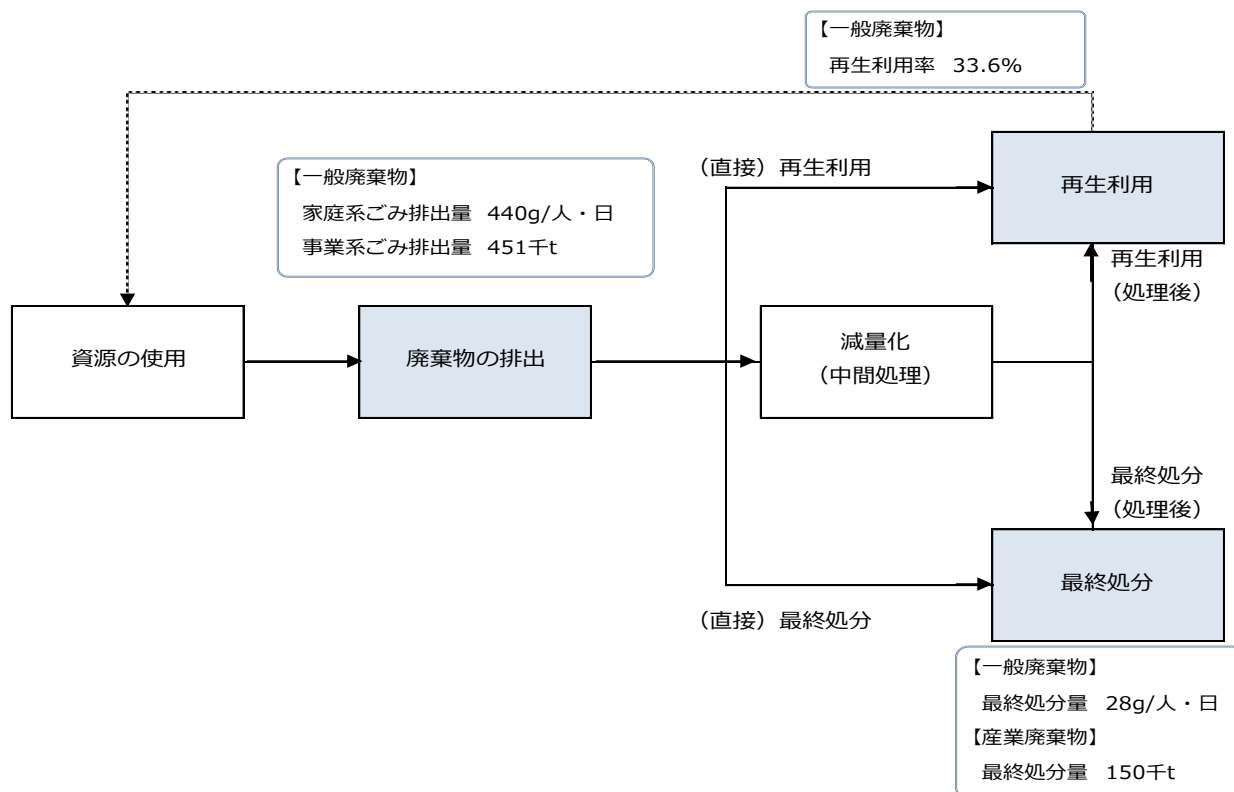 【一般廃棄物】
再生利用率 33.6%
【一般廃棄物】
家庭系ごみ排出量 440g/人・日
事業系ごみ排出量 451千t
（直接）再生利用
再生利用
再生利用
（処理後）
資源の使用
廃棄物の排出
減量化
（中間処理）
最終処分
（処理後）
最終処分
（直接）最終処分
【一般廃棄物】
最終処分量 28g/人・日
【産業廃棄物】
最終処分量 150千t